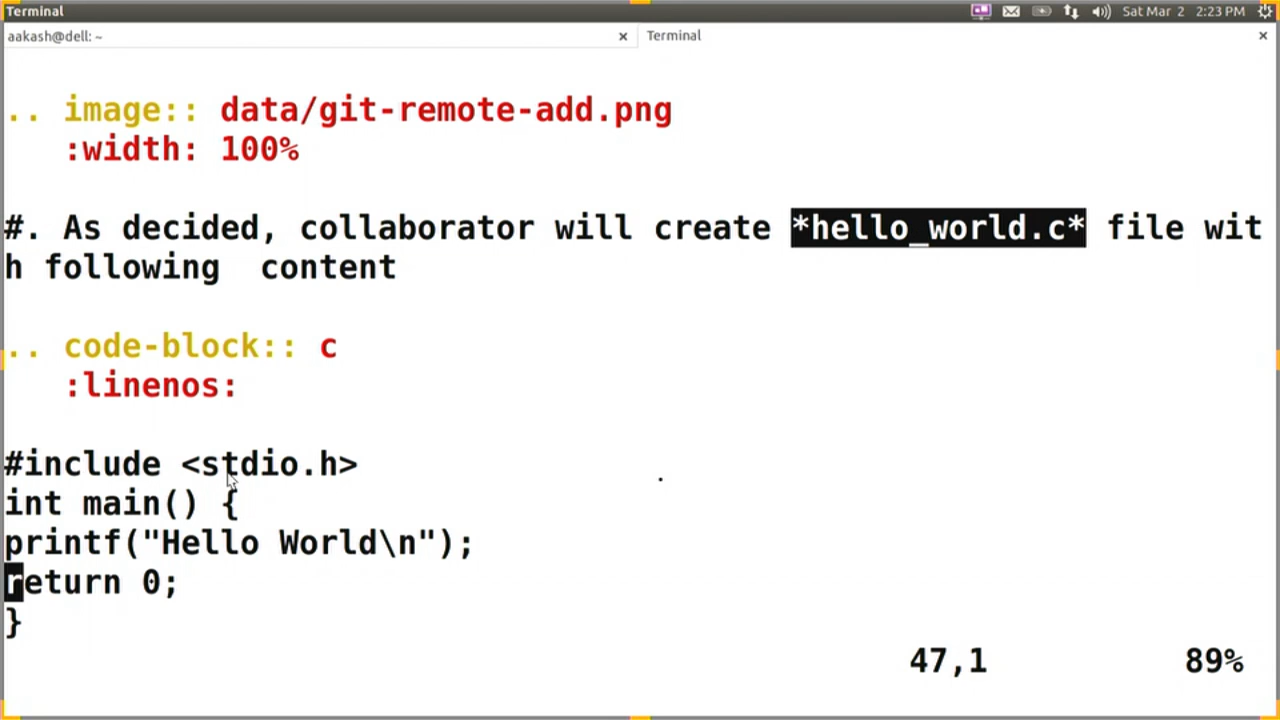 Terminal
Sat Mar 2 2:23 PM
aakash@dell: ~ × Terminal ×
.. image:: data/git-remote-add.png
:width: 100%
#. As decided, collaborator will create *hello_world.c* file wit
h following  content
.. code-block:: c
:linenos:
#include <stdio.h>
int main() {
printf("Hello World\n");
return 0;
}
47,1 89%